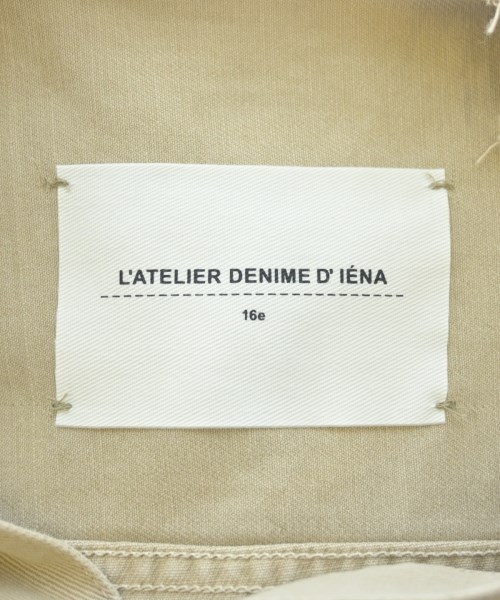 L'ATELIER DENIME D' IÉNA
16e